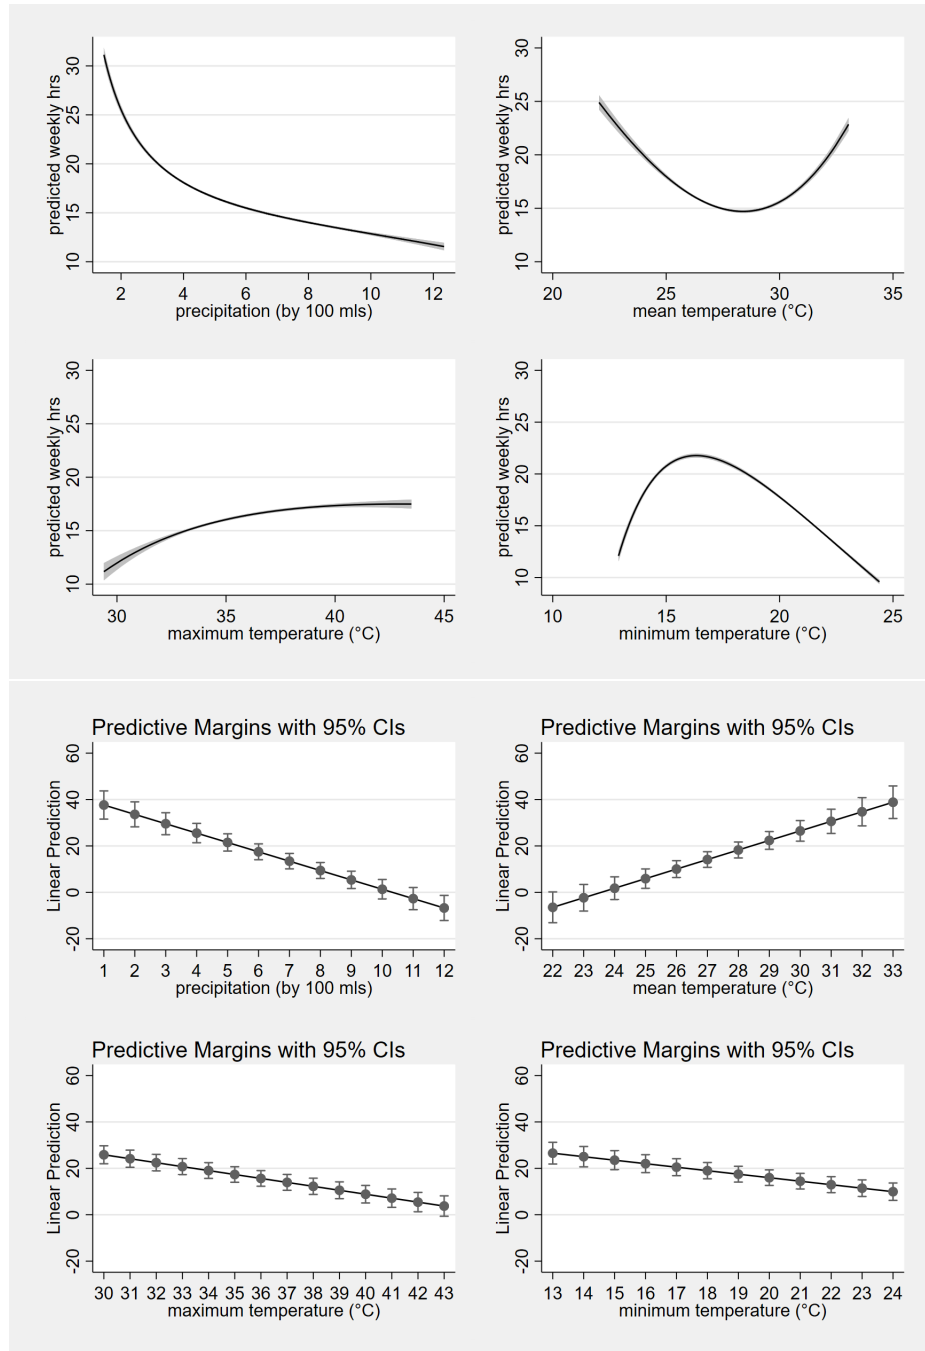 predicted weekly hrs
10 15 20 25 30
2 4 6 8 10 12
precipitation (by 100 mls)
predicted weekly hrs
10 15 20 25 30
20 25 30 35
mean temperature (°C)
predicted weekly hrs
10 15 20 25 30
30 35 40 45
maximum temperature (°C)
predicted weekly hrs
10 15 20 25 30
10 15 20 25
minimum temperature (°C)
Predictive Margins with 95% CIs
Linear Prediction
-20 0 20 40 60
1 2 3 4 5 6 7 8 9 10 11 12
precipitation (by 100 mls)
Predictive Margins with 95% CIs
Linear Prediction
-20 0 20 40 60
22 23 24 25 26 27 28 29 30 31 32 33
mean temperature (°C)
Predictive Margins with 95% CIs
Linear Prediction
-20 0 20 40 60
30 31 32 33 34 35 36 37 38 39 40 41 42 43
maximum temperature (°C)
Predictive Margins with 95% CIs
Linear Prediction
-20 0 20 40 60
13 14 15 16 17 18 19 20 21 22 23 24
minimum temperature (°C)